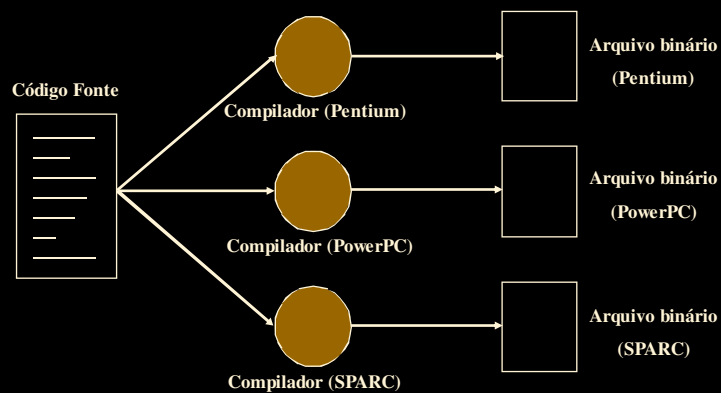 Código Fonte
Compilador (Pentium)
Arquivo binário
(Pentium)
Compilador (PowerPC)
Arquivo binário
(PowerPC)
Compilador (SPARC)
Arquivo binário
(SPARC)